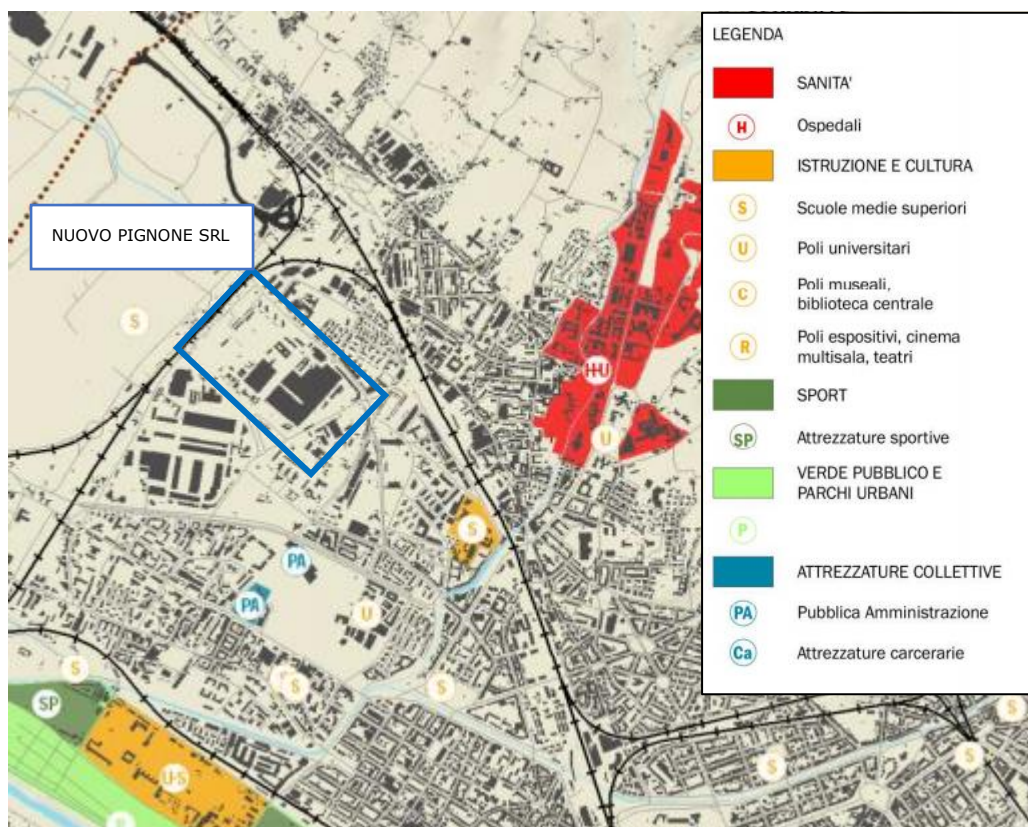 NUOVO PIGNONE SRL
S
H-U
U
S
PA
PA
U
S
S
S
SP
U-S
S
S
S
P
LEGENDA
SANITA'
H
Ospedali
ISTRUZIONE E CULTURA
S
Scuole medie superiori
U
Poli universitari
C
Poli museali,
biblioteca centrale
R
Poli espositivi, cinema
multisala, teatri
SPORT
SP
Attrezzature sportive
VERDE PUBBLICO E
PARCHI URBANI
P
ATTREZZATURE COLLETTIVE
PA
Pubblica Amministrazione
Ca
Attrezzature carcerarie